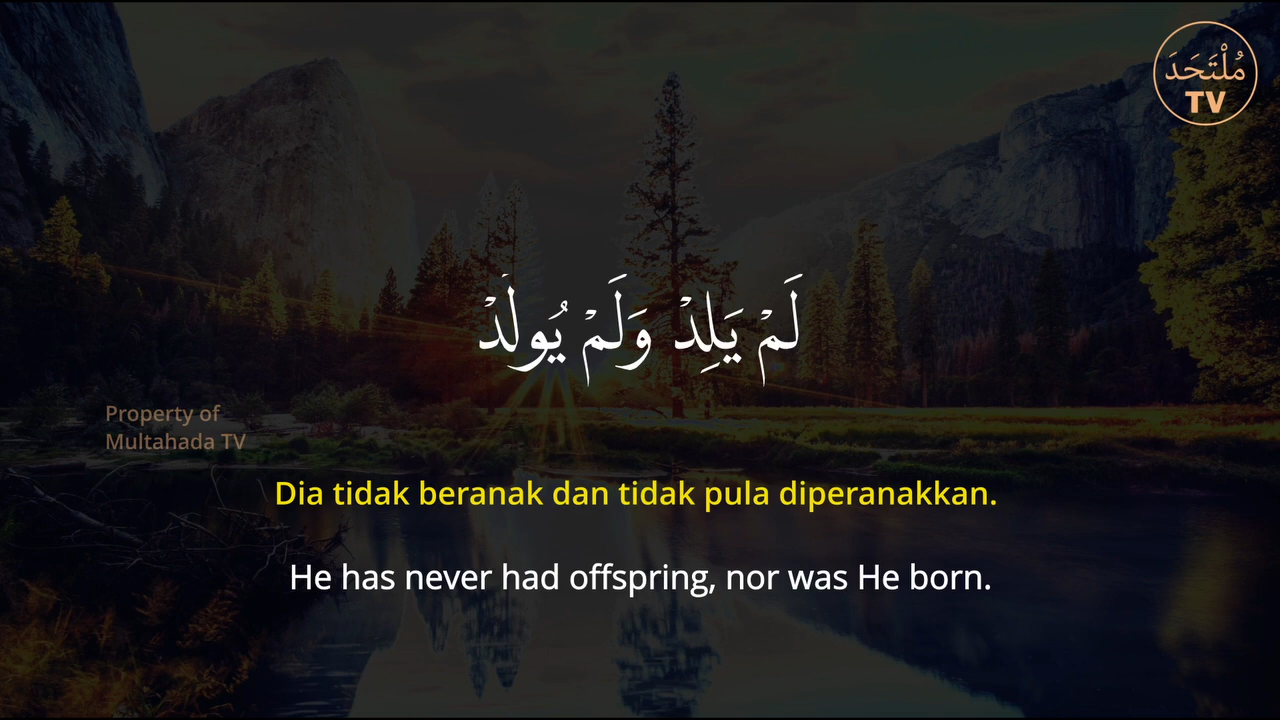 مُلْتَحَدَ
TV
لَمْ يَلِدْ وَلَمْ يُولَدْ
Property of
Multahada TV
Dia tidak beranak dan tidak pula diperanakkan.
He has never had offspring, nor was He born.